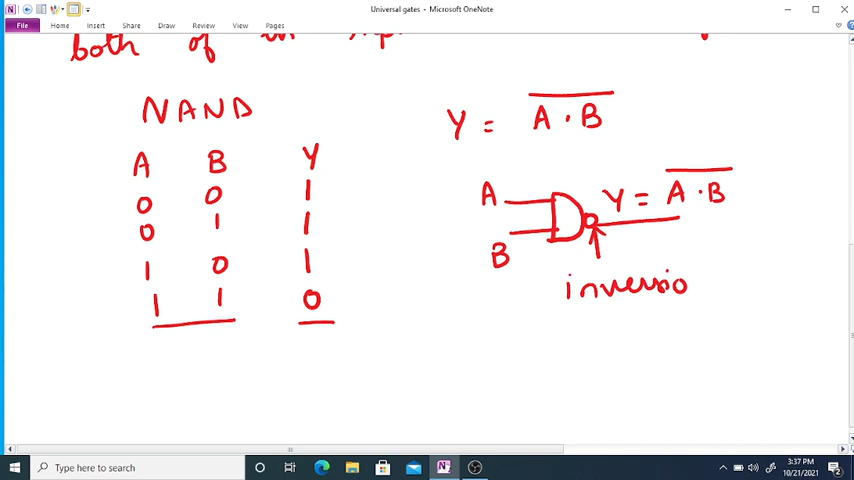 Universal gates - Microsoft OneNote
File Home Insert Share Draw History Review View Pages
both of
NAND
A B Y
0 0 1
0 1 1
1 0 1
1 1 0
Y = A · B
A
Y = A · B
B
inversio
Type here to search
3:37 PM
10/21/2021
2